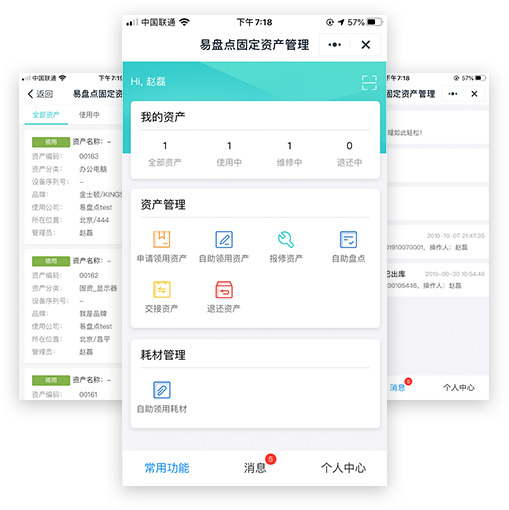 中国联通
下午7:18
57%
易盘点固定资产管理
Hi, 赵磊
我的资产
1 1 1 0
全部资产 使用中 维修中 退还中
资产管理
申请领用资产 自助领用资产 报修资产 自助盘点
交接资产 退还资产
耗材管理
自助领用耗材
常用功能 消息 5 个人中心
中国联通
下午7:19
返回 易盘点固定资
全部资产 使用中
领用 资产名称: -
资产编码: 00163
资产分类: 办公电脑
设备序列号: -
品牌: 金士顿/KINGS
使用公司: 易盘点test
所在位置: 北京/444
管理员: 赵磊
领用 资产名称: -
资产编码: 00162
资产分类: 固资_显示器
设备序列号: -
品牌: 我是品牌
使用公司: 易盘点test
所在位置: 北京/昌平
管理员: 赵磊
领用 资产名称: -
资产编码: 00161
7:18
57%
固定资产管理
理如此轻松!
2019-10-07 21:47:35
01910070001, 操作人: 赵磊
已出库 2019-09-30 10:54:48
930105446, 操作人: 赵磊
消息 5 个人中心